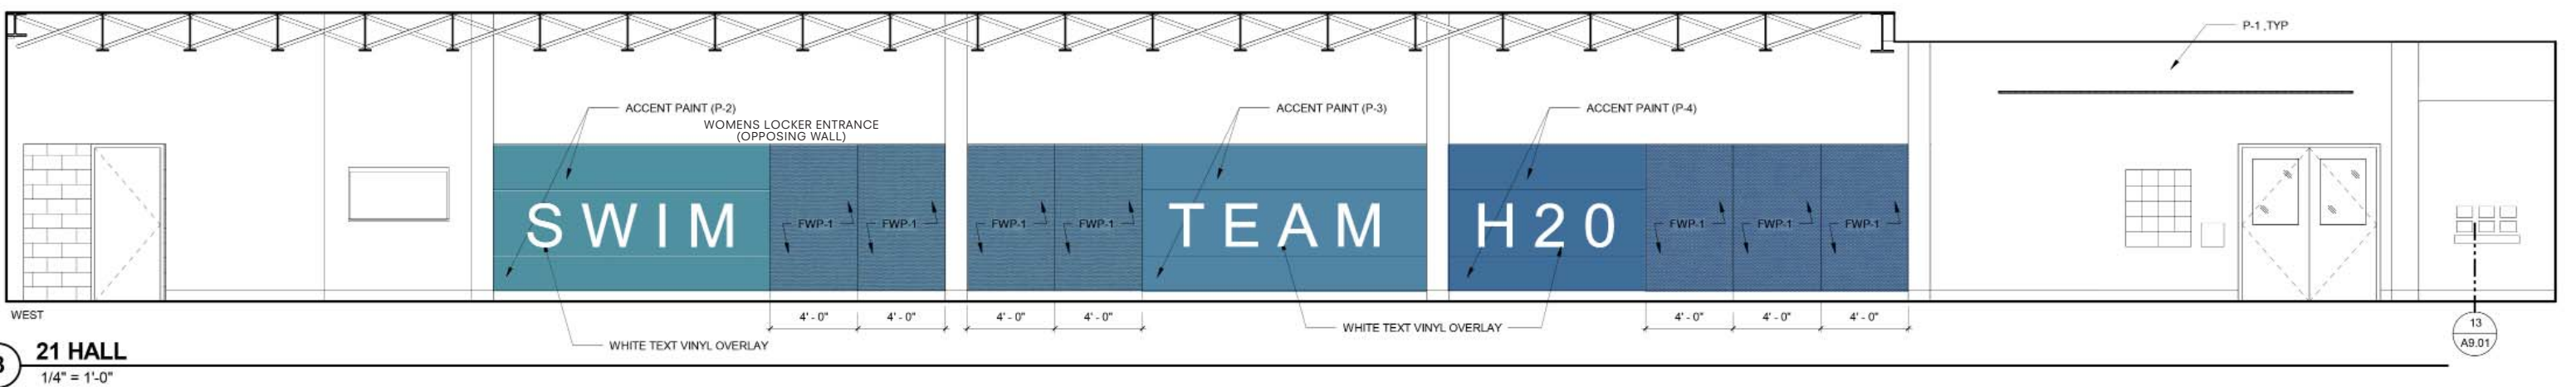 P-1 ,TYP
ACCENT PAINT (P-2)
WOMENS LOCKER ENTRANCE
(OPPOSING WALL)
ACCENT PAINT (P-3)
ACCENT PAINT (P-4)
SWIM
FWP-1
FWP-1
FWP-1
FWP-1
TEAM
H20
FWP-1
FWP-1
FWP-1
WEST
4' - 0"
4' - 0"
4' - 0"
4' - 0"
4' - 0"
4' - 0"
4' - 0"
WHITE TEXT VINYL OVERLAY
WHITE TEXT VINYL OVERLAY
13
A9.01
21 HALL
1/4" = 1'-0"